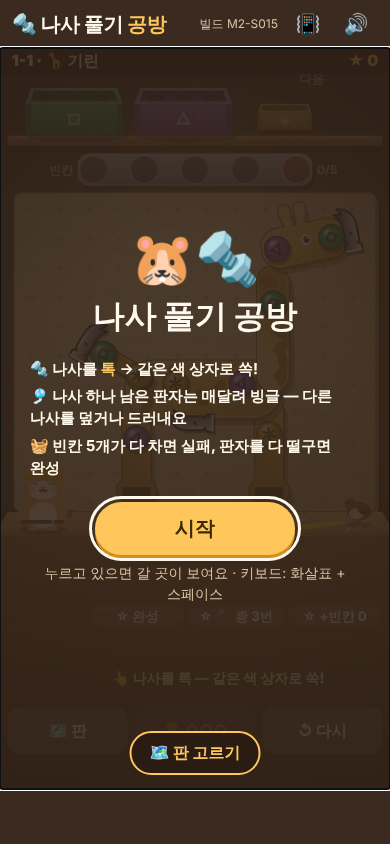 나사 풀기 공방 빌드 M2-S015
1-1 · 기린 ★ 0
다음
빈칸 0/5
나사 풀기 공방
나사를 톡 → 같은 색 상자로 쏙!
나사 하나 남은 판자는 매달려 빙글 — 다른
나사를 덮거나 드러내요
빈칸 5개가 다 차면 실패, 판자를 다 떨구면
완성
시작
누르고 있으면 갈 곳이 보여요 · 키보드: 화살표 +
스페이스
☆ 완성 ☆ 쾅 3번 ☆ +빈칸 0
나사를 톡 — 같은 색 상자로 쏙!
판 다시
판 고르기